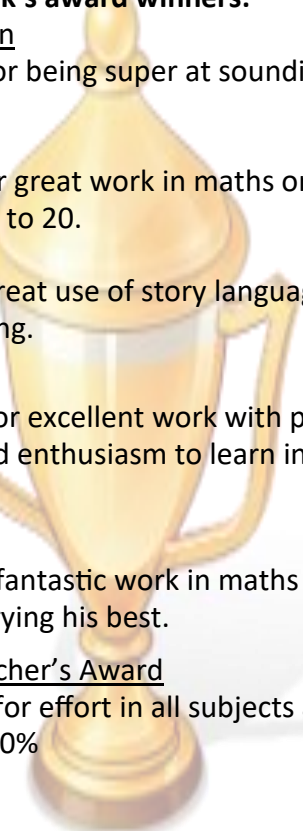 k's award winners:
n
or being super at soundi
r great work in maths or
to 20.
reat use of story languag
ng.
or excellent work with p
d enthusiasm to learn in
fantastic work in maths
rying his best.
cher's Award
for effort in all subjects
0%